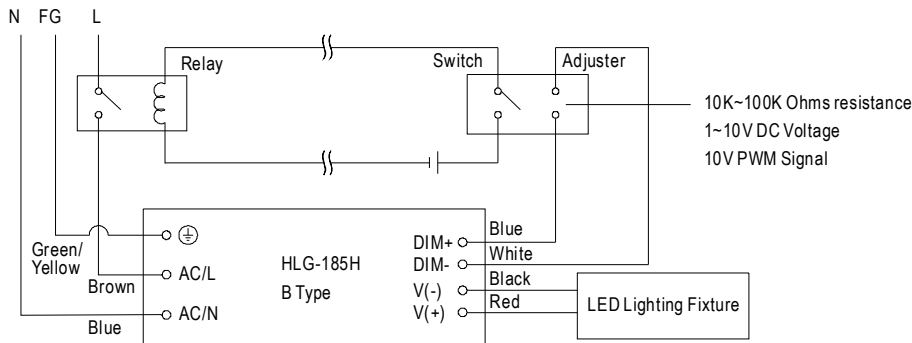 N FG L
Relay
Switch
Adjuster
10K~100K Ohms resistance
1~10V DC Voltage
10V PWM Signal
Green/
Yellow
Brown
Blue
AC/L
AC/N
HLG-185H
B Type
DIM+
DIM-
V(-)
V(+)
Blue
White
Black
Red
LED Lighting Fixture